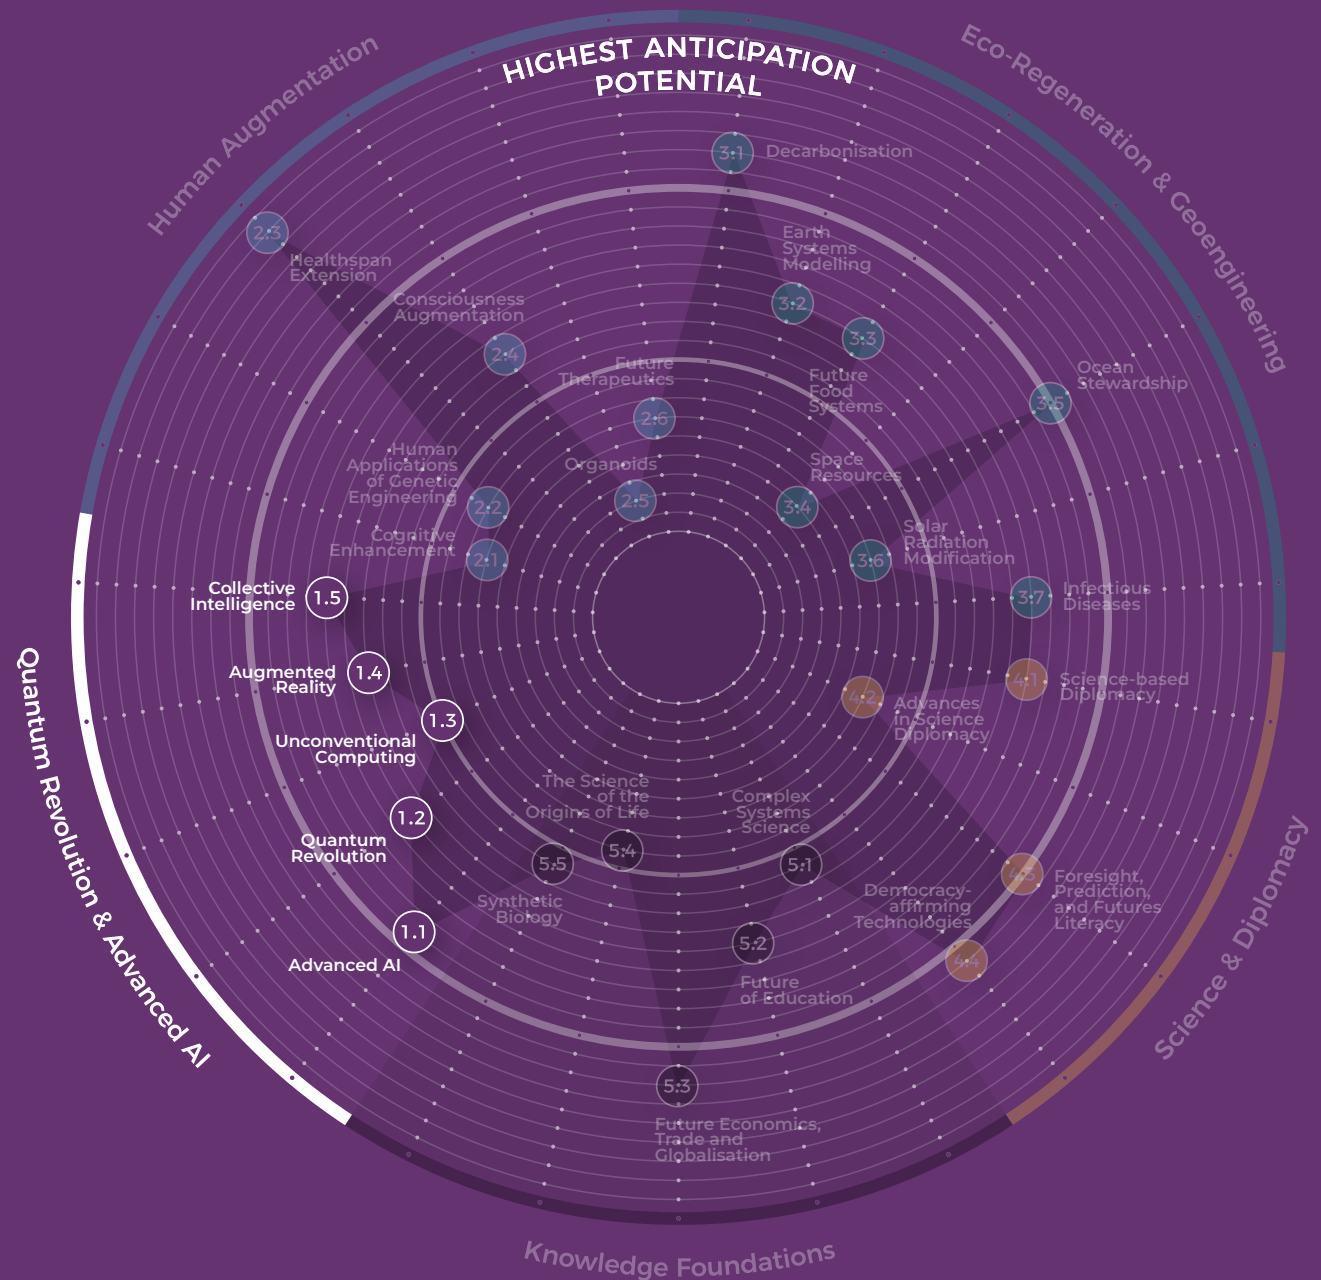 HIGHEST ANTICIPATION
POTENTIAL
Human Augmentation
Eco-Regeneration & Geoengineering
3.1
Decarbonisation
2.3
Healthspan
Extension
Earth
Systems
Modelling
3.2
Consciousness
Augmentation
2.4
3.3
Future
Therapeutics
2.6
Future
Food
Systems
Ocean
Stewardship
3.5
Human
Applications
of Genetic
Engineering
2.2
Organoids
2.5
Space
Resources
3.4
Cognitive
Enhancement
2.1
Solar
Radiation
Modification
3.6
Collective
Intelligence
1.5
3.7
Infectious
Diseases
Augmented
Reality
1.4
4.1
Science-based
Diplomacy
4.2
Advances
in Science
Diplomacy
1.3
Unconventional
Computing
The Science
of the
Origins of Life
5.4
Complex
Systems
Science
5.1
1.2
Quantum
Revolution
5.5
Synthetic
Biology
4.3
Foresight,
Prediction,
and Futures
Literacy
Democracy-
affirming
Technologies
4.4
1.1
Advanced AI
5.2
Future
of Education
5.3
Future Economics,
Trade and
Globalisation
Quantum Revolution & Advanced AI
Science & Diplomacy
Knowledge Foundations